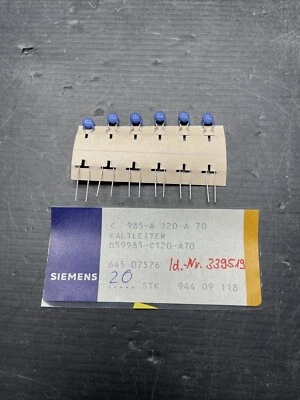 C 985-A 120-A 70
KALTLEITER
B59985-C120-A70
645 07576 Id.-Nr. 339519
SIEMENS
20
..... STK 944 09 118